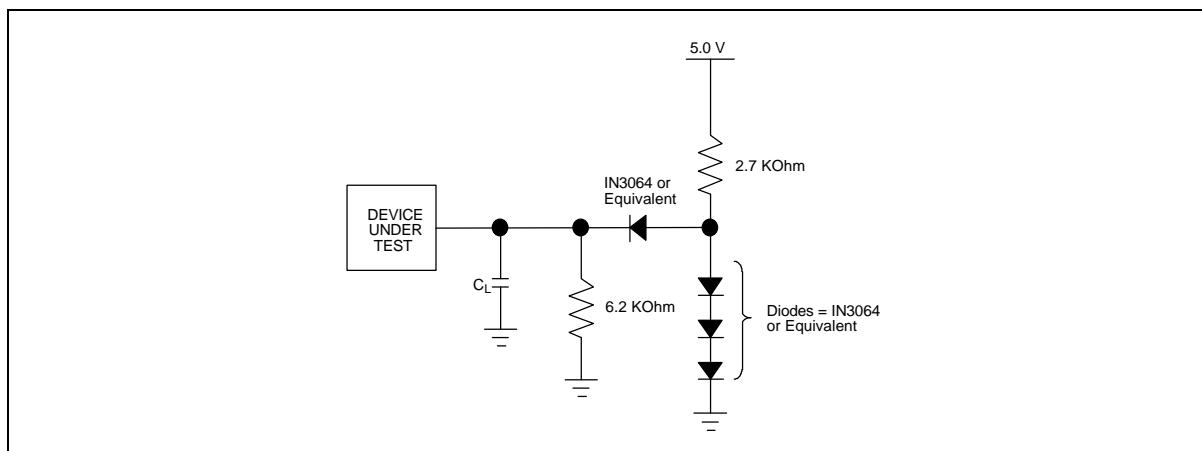 5.0 V
2.7 KOhm
IN3064 or
Equivalent
DEVICE
UNDER
TEST
CL
6.2 KOhm
Diodes = IN3064
or Equivalent